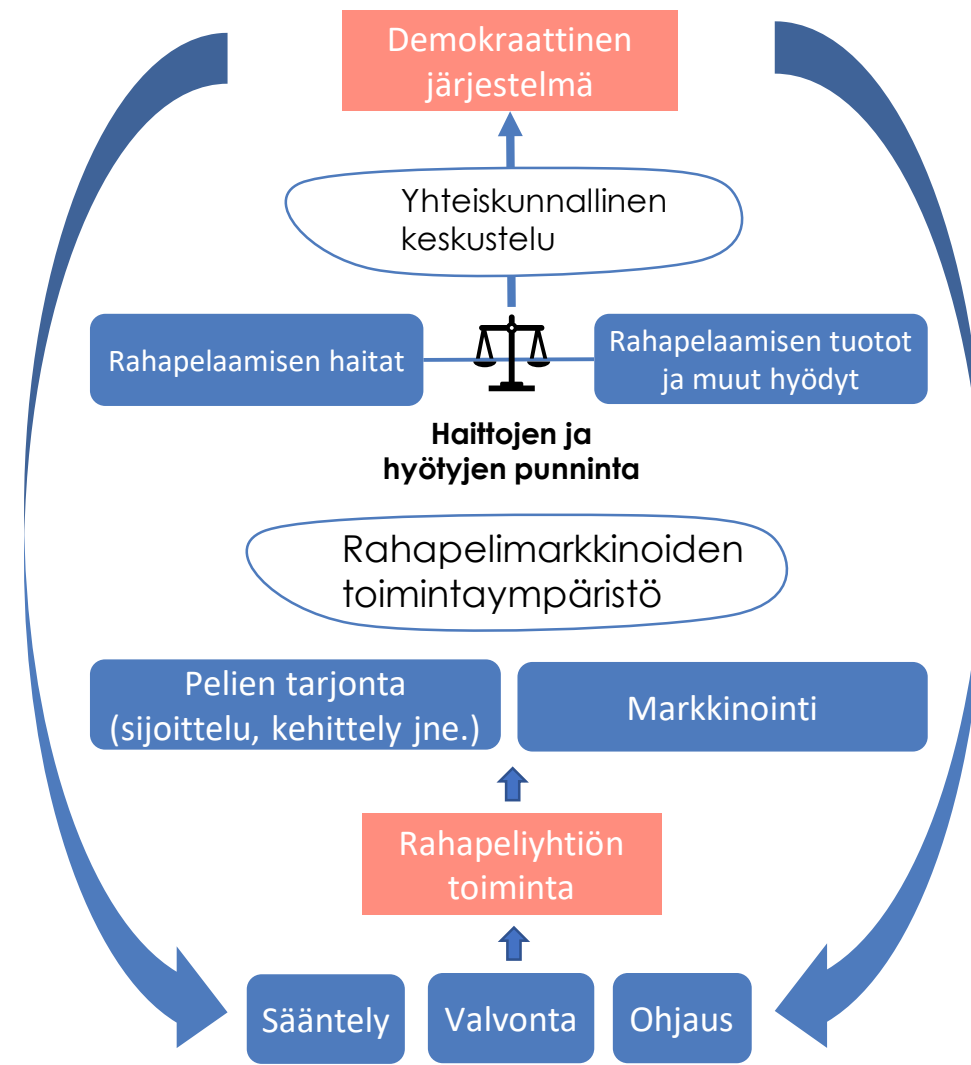 Demokraattinen
järjestelmä
Yhteiskunnallinen
keskustelu
Rahapelaamisen haitat
Rahapelaamisen tuotot
ja muut hyödyt
Haittojen ja
hyötyjen punninta
Rahapelimarkkinoiden
toimintaympäristö
Pelien tarjonta
(sijoittelu, kehittely jne.)
Markkinointi
Rahapeliyhtiön
toiminta
Sääntely
Valvonta
Ohjaus